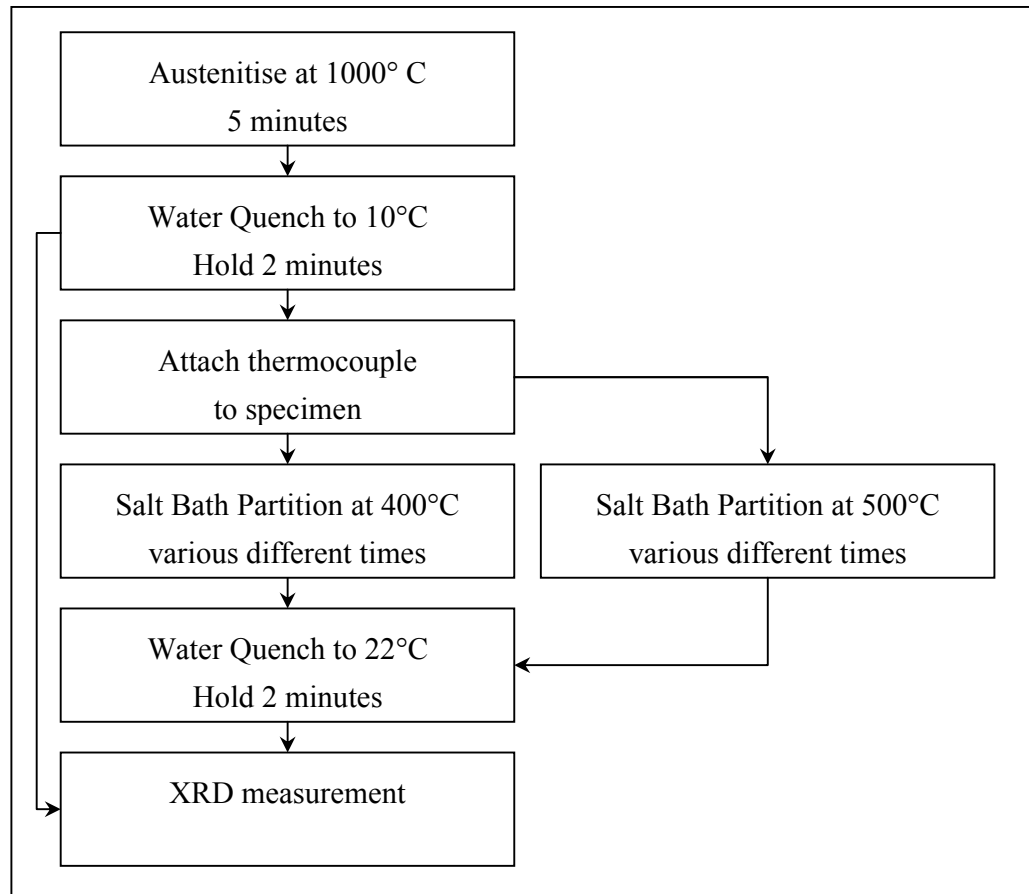 Austenitise at 1000° C
5 minutes
Water Quench to 10°C
Hold 2 minutes
Attach thermocouple
to specimen
Salt Bath Partition at 400°C
various different times
Salt Bath Partition at 500°C
various different times
Water Quench to 22°C
Hold 2 minutes
XRD measurement